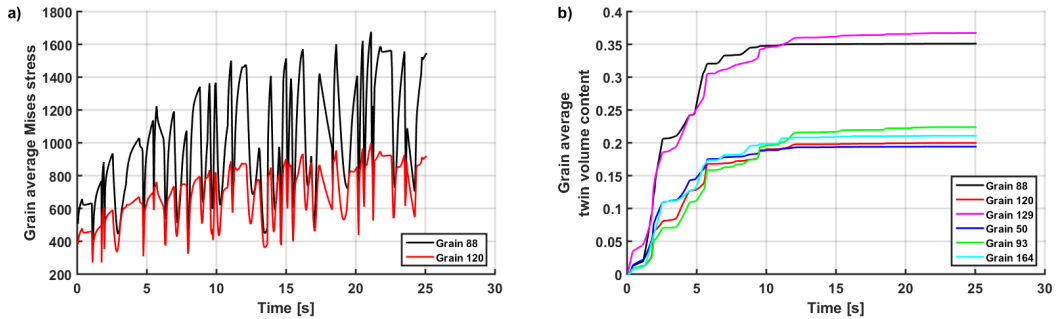 a)
Grain average Mises stress
1800
1600
1400
1200
1000
800
600
400
200
0
5
10
15
20
25
30
Time [s]
Grain 88
Grain 120
b)
Grain average
twin volume content
0.4
0.35
0.3
0.25
0.2
0.15
0.1
0.05
0
0
5
10
15
20
25
30
Time [s]
Grain 88
Grain 120
Grain 129
Grain 50
Grain 93
Grain 164